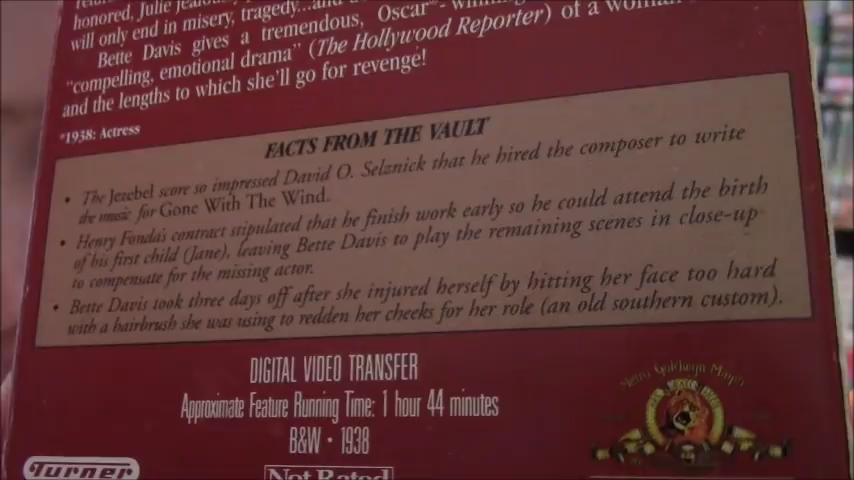 honored, Julie
will only end in misery, tragedy...and
Bette Davis gives a tremendous, Oscar®-
"compelling, emotional drama" (The Hollywood Reporter) of a woman
and the lengths to which she'll go for revenge!
*1938: Actress
FACTS FROM THE VAULT
• The Jezebel score so impressed David O. Selznick that he hired the composer to write
the music for Gone With The Wind.
• Henry Fonda's contract stipulated that he finish work early so he could attend the birth
of his first child (Jane), leaving Bette Davis to play the remaining scenes in close-up
to compensate for the missing actor.
• Bette Davis took three days off after she injured herself by hitting her face too hard
with a hairbrush she was using to redden her cheeks for her role (an old southern custom).
DIGITAL VIDEO TRANSFER
Approximate Feature Running Time: 1 hour 44 minutes
B&W • 1938
Metro Goldwyn Mayer
Turner
Not Rated